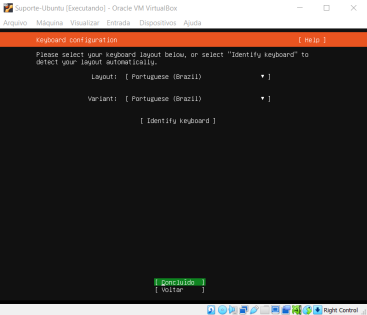 Suporte-Ubuntu [Executando] - Oracle VM VirtualBox
Arquivo Máquina Visualizar Entrada Dispositivos Ajuda
Keyboard configuration [ Help ]
Please select your keyboard layout below, or select "Identify keyboard" to
detect your layout automatically.
Layout: [ Portuguese (Brazil) ▾ ]
Variant: [ Portuguese (Brazil) ▾ ]
[ Identify keyboard ]
[ Concluído ]
[ Voltar ]
Right Control